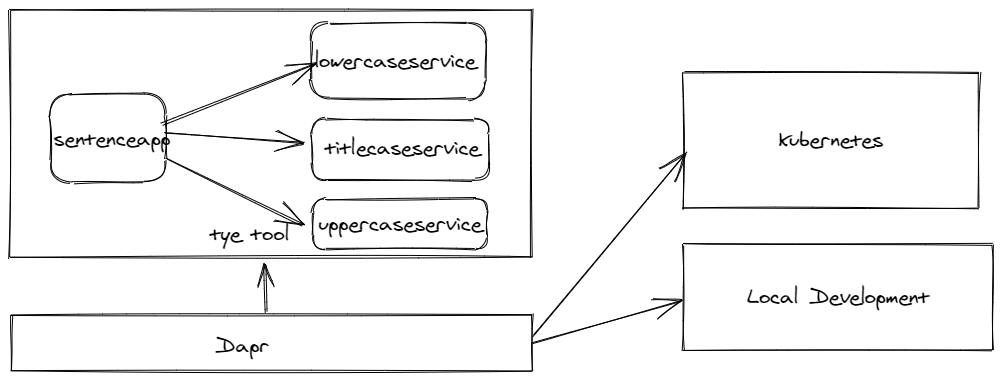 lowercaseservice
sentenceapp
titlecaseservice
uppercaseservice
tye tool
Dapr
Kubernetes
Local Development